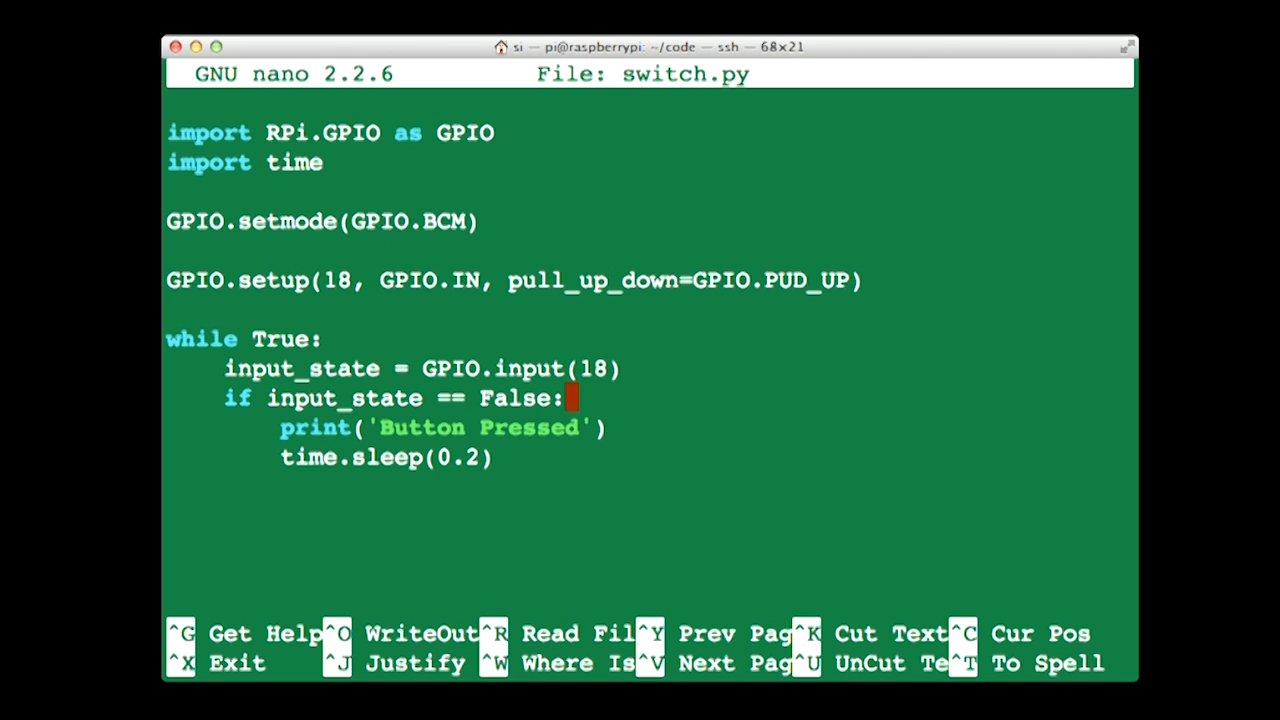 si — pi@raspberrypi: ~/code — ssh — 68×21
GNU nano 2.2.6 File: switch.py
import RPi.GPIO as GPIO
import time
GPIO.setmode(GPIO.BCM)
GPIO.setup(18, GPIO.IN, pull_up_down=GPIO.PUD_UP)
while True:
    input_state = GPIO.input(18)
    if input_state == False:
        print('Button Pressed')
        time.sleep(0.2)
^G Get Help ^O WriteOut ^R Read Fil ^Y Prev Pag ^K Cut Text ^C Cur Pos
^X Exit ^J Justify ^W Where Is ^V Next Pag ^U UnCut Te ^T To Spell